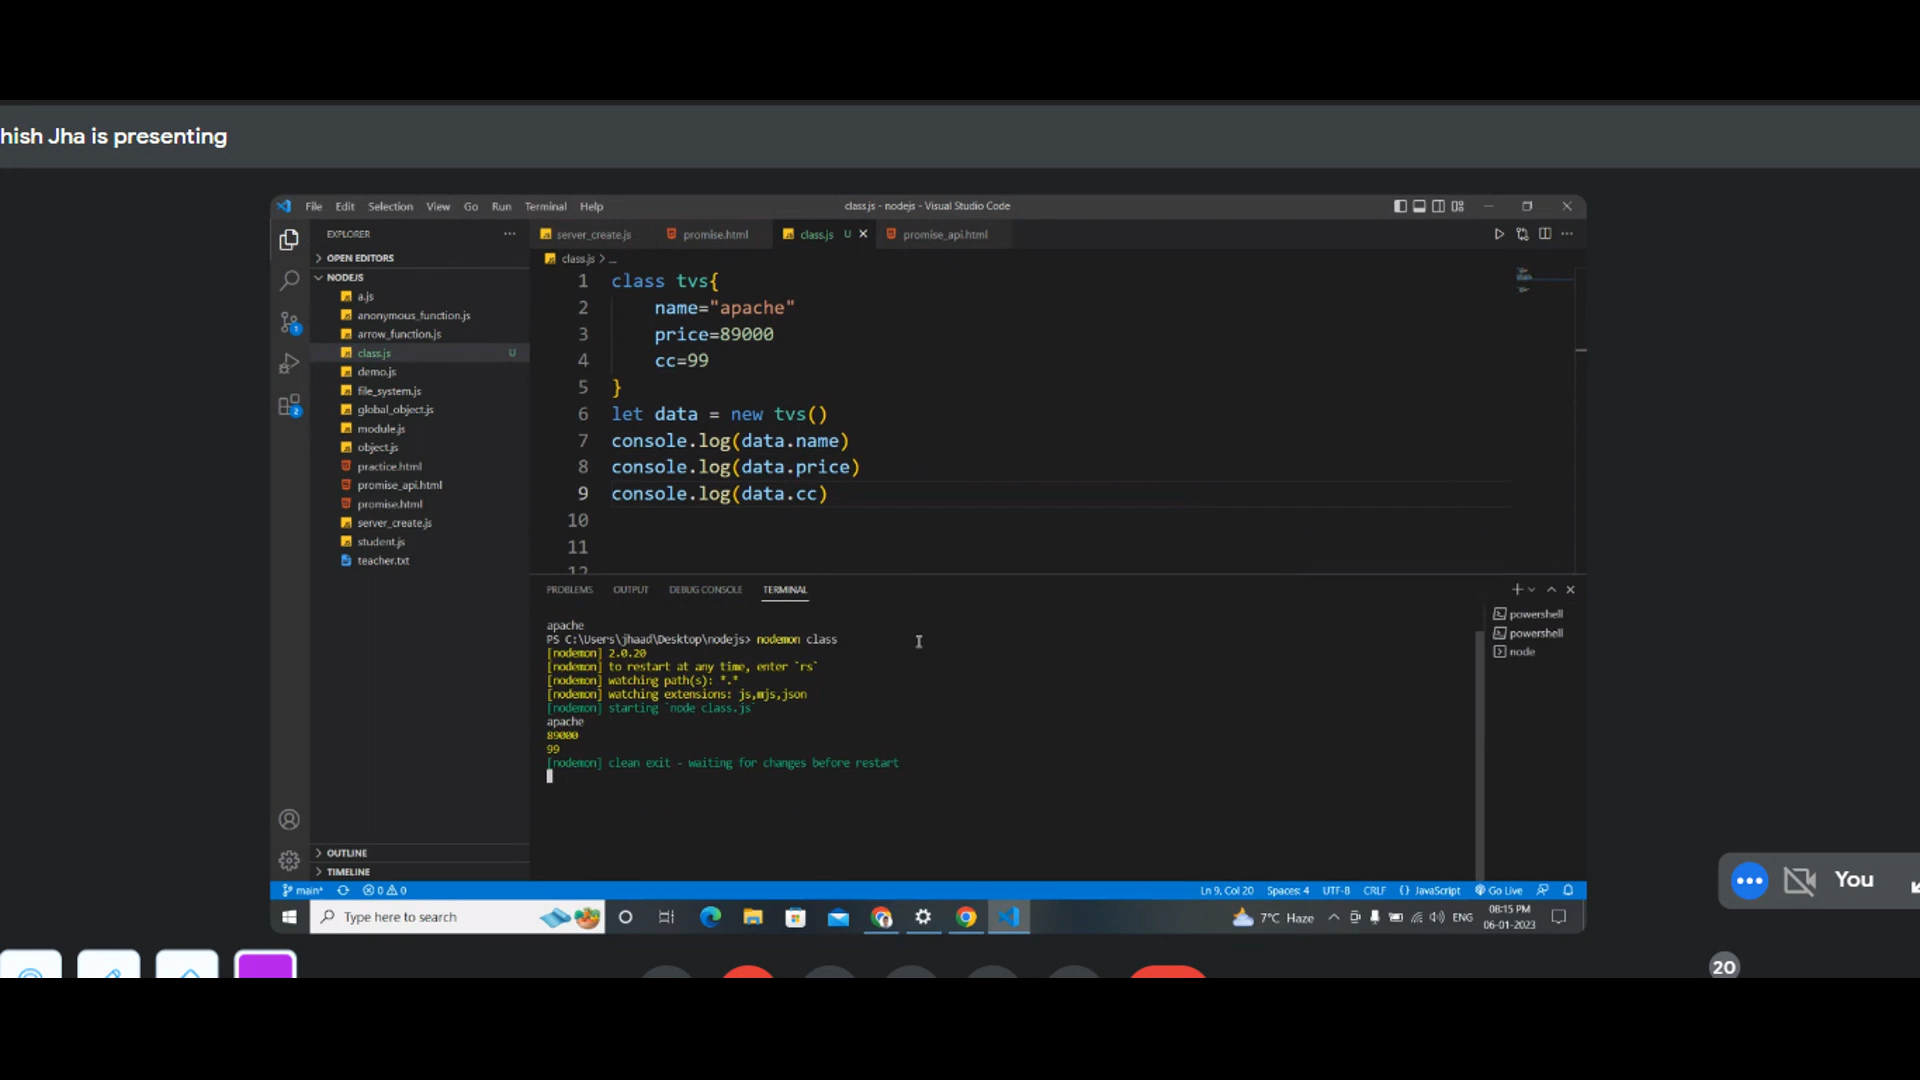 hish Jha is presenting
File Edit Selection View Go Run Terminal Help
class.js - nodejs - Visual Studio Code
EXPLORER
OPEN EDITORS
NODEJS
a.js
anonymous_function.js
arrow_function.js
class.js U
demo.js
file_system.js
global_object.js
module.js
object.js
practice.html
promise_api.html
promise.html
server_create.js
student.js
teacher.txt
OUTLINE
TIMELINE
1
2
server_create.js promise.html class.js U promise_api.html
class.js > ...
1 class tvs{
2 name="apache"
3 price=89000
4 cc=99
5 }
6 let data = new tvs()
7 console.log(data.name)
8 console.log(data.price)
9 console.log(data.cc)
10
11
12
PROBLEMS OUTPUT DEBUG CONSOLE TERMINAL
apache
PS C:\Users\jhaad\Desktop\nodejs> nodemon class
[nodemon] 2.0.20
[nodemon] to restart at any time, enter `rs`
[nodemon] watching path(s): *.*
[nodemon] watching extensions: js,mjs,json
[nodemon] starting `node class.js`
apache
89000
99
[nodemon] clean exit - waiting for changes before restart
powershell
powershell
node
main* 0 0 Ln 9, Col 20 Spaces: 4 UTF-8 CRLF {} JavaScript Go Live
Type here to search
7°C Haze ENG
08:15 PM
06-01-2023
You
20